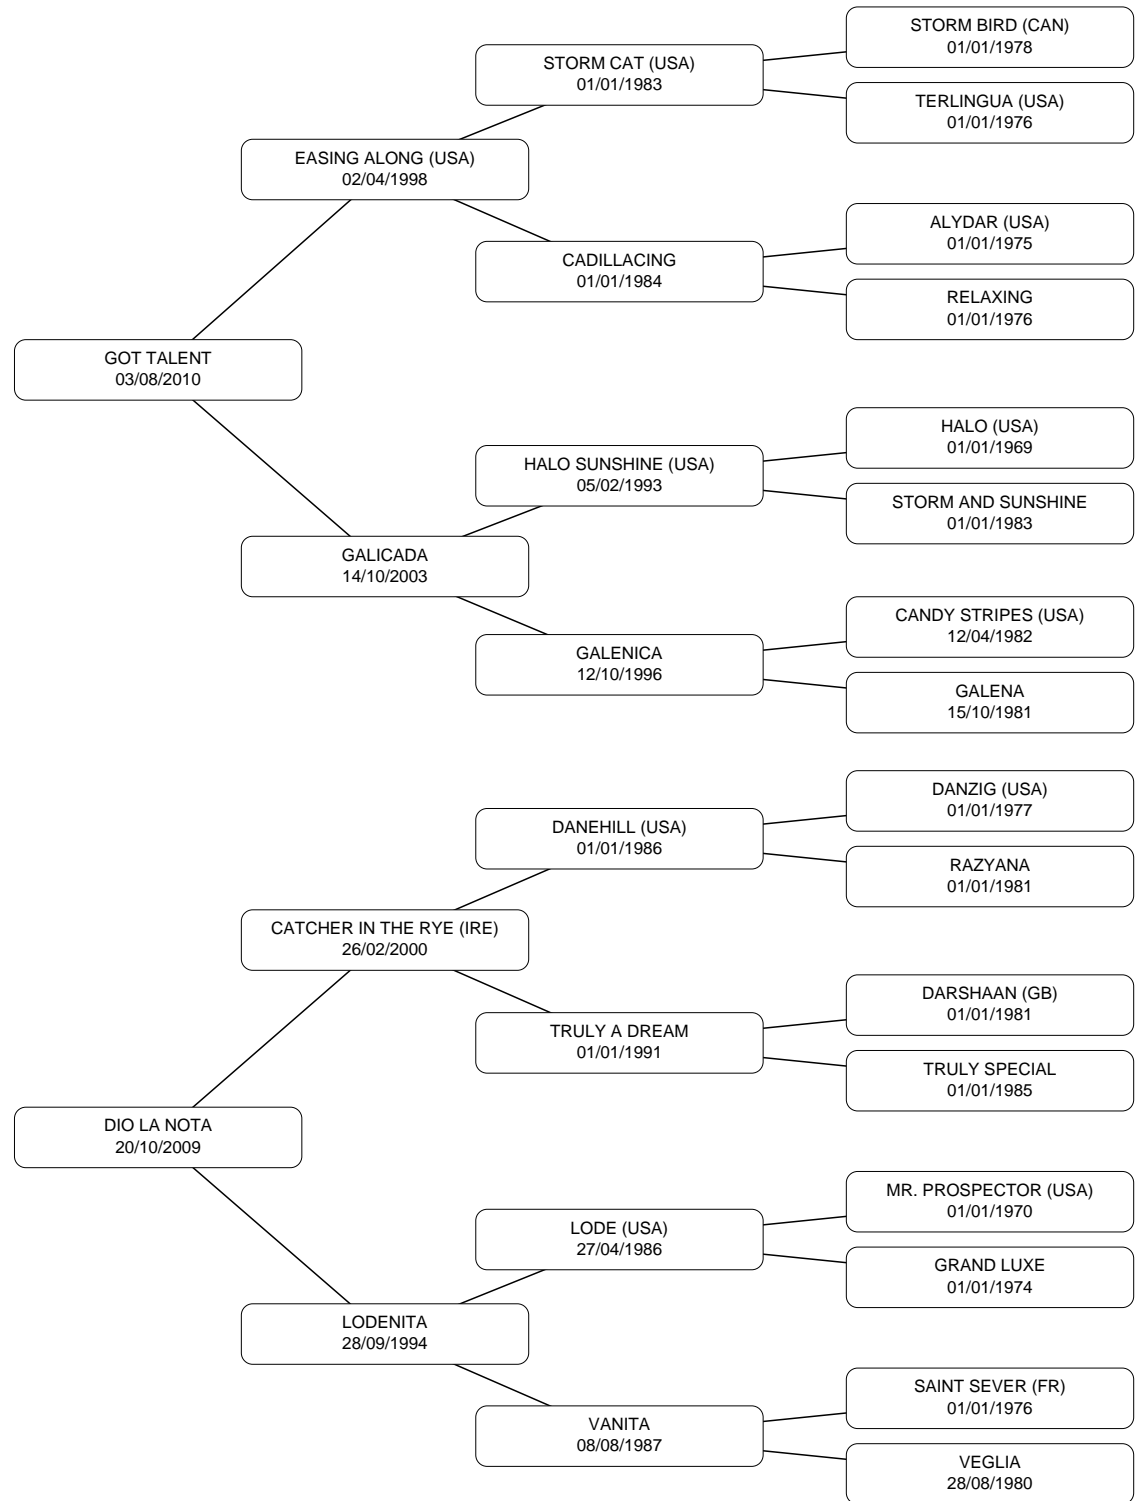 STORM BIRD (CAN)
01/01/1978
STORM CAT (USA)
01/01/1983
TERLINGUA (USA)
01/01/1976
EASING ALONG (USA)
02/04/1998
ALYDAR (USA)
01/01/1975
CADILLACING
01/01/1984
RELAXING
01/01/1976
GOT TALENT
03/08/2010
HALO (USA)
01/01/1969
HALO SUNSHINE (USA)
05/02/1993
STORM AND SUNSHINE
01/01/1983
GALICADA
14/10/2003
CANDY STRIPES (USA)
12/04/1982
GALENICA
12/10/1996
GALENA
15/10/1981
DANZIG (USA)
01/01/1977
DANEHILL (USA)
01/01/1986
RAZYANA
01/01/1981
CATCHER IN THE RYE (IRE)
26/02/2000
DARSHAAN (GB)
01/01/1981
TRULY A DREAM
01/01/1991
TRULY SPECIAL
01/01/1985
DIO LA NOTA
20/10/2009
MR. PROSPECTOR (USA)
01/01/1970
LODE (USA)
27/04/1986
GRAND LUXE
01/01/1974
LODENITA
28/09/1994
SAINT SEVER (FR)
01/01/1976
VANITA
08/08/1987
VEGLIA
28/08/1980